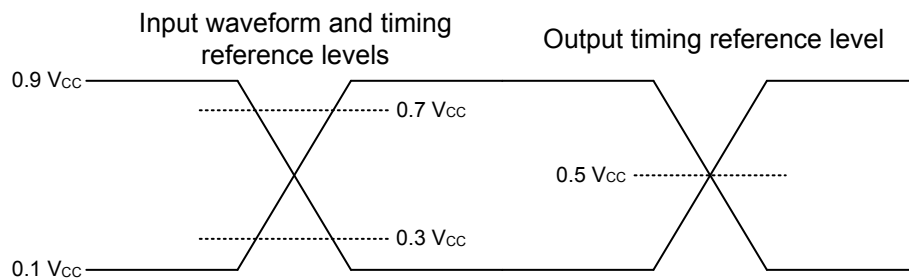 Input waveform and timing
reference levels
Output timing reference level
0.9 VCC
0.7 VCC
0.5 VCC
0.3 VCC
0.1 VCC